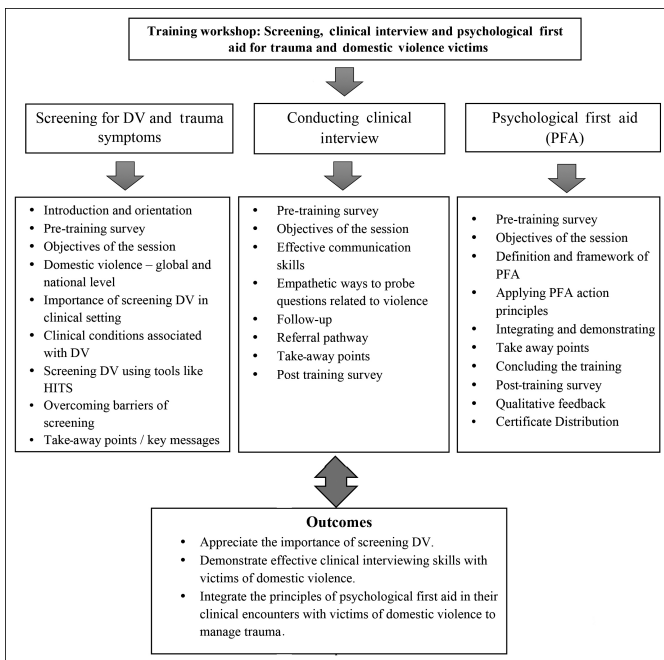 Training workshop: Screening, clinical interview and psychological first
aid for trauma and domestic violence victims
Screening for DV and trauma
symptoms
Conducting clinical
interview
Psychological first aid
(PFA)
• Introduction and orientation
• Pre-training survey
• Objectives of the session
• Domestic violence – global and
national level
• Importance of screening DV in
clinical setting
• Clinical conditions associated
with DV
• Screening DV using tools like
HITS
• Overcoming barriers of
screening
• Take-away points / key messages
• Pre-training survey
• Objectives of the session
• Effective communication
skills
• Empathetic ways to probe
questions related to violence
• Follow-up
• Referral pathway
• Take-away points
• Post training survey
• Pre-training survey
• Objectives of the session
• Definition and framework of
PFA
• Applying PFA action
principles
• Integrating and demonstrating
• Take away points
• Concluding the training
• Post-training survey
• Qualitative feedback
• Certificate Distribution
Outcomes
• Appreciate the importance of screening DV.
• Demonstrate effective clinical interviewing skills with
victims of domestic violence.
• Integrate the principles of psychological first aid in their
clinical encounters with victims of domestic violence to
manage trauma.